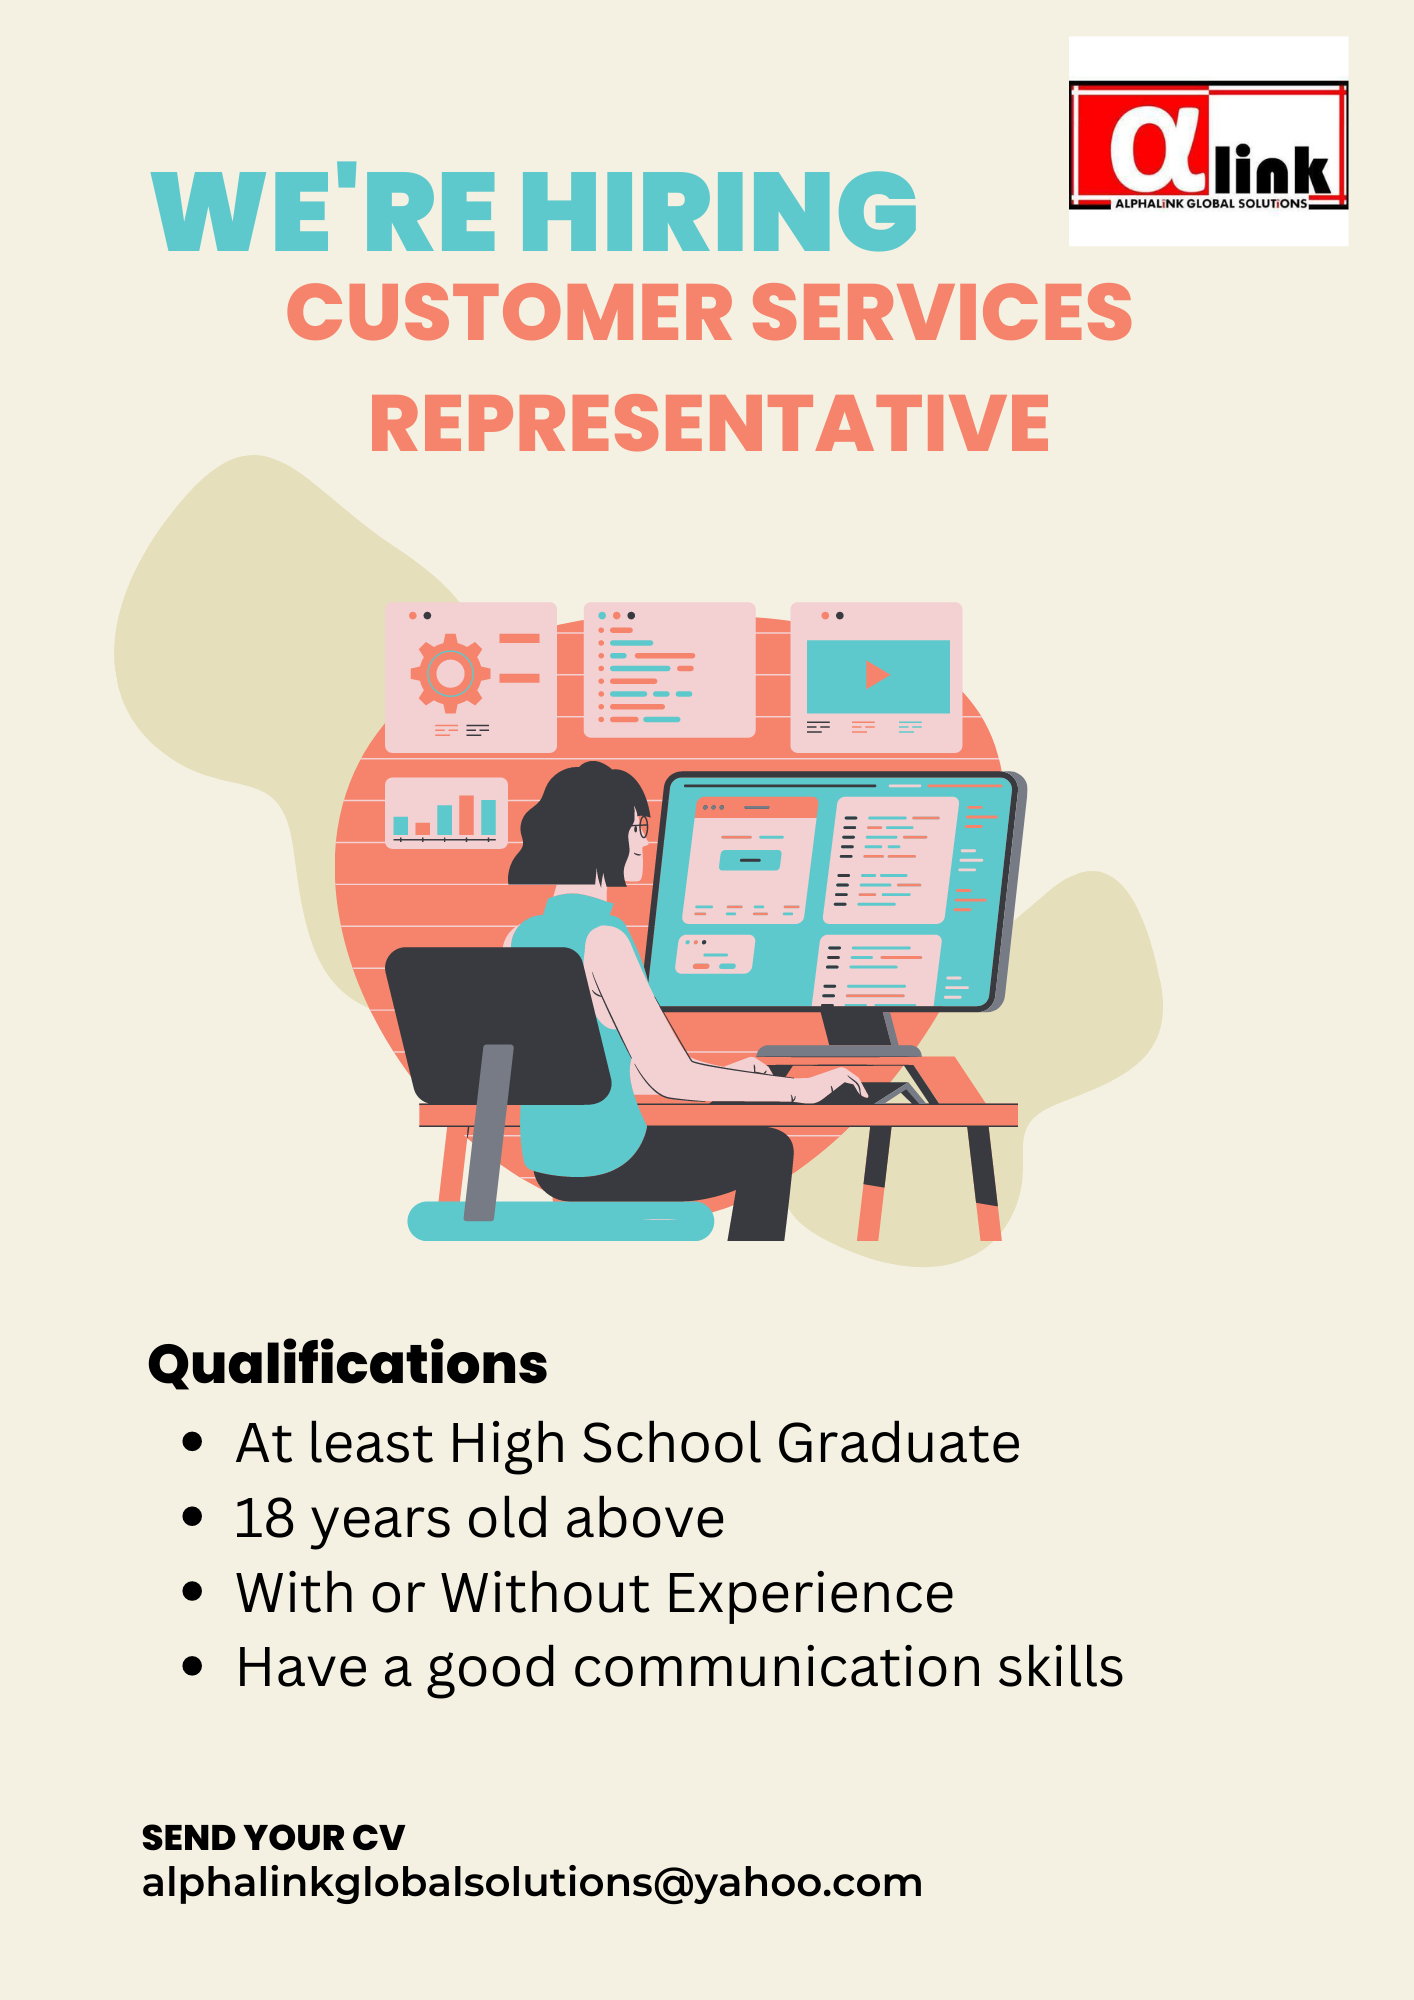 αlink
ALPHALiNK GLOBAL SOLUTiONS
WE'RE HIRING
CUSTOMER SERVICES
REPRESENTATIVE
Qualifications
• At least High School Graduate
• 18 years old above
• With or Without Experience
• Have a good communication skills
SEND YOUR CV
alphalinkglobalsolutions@yahoo.com